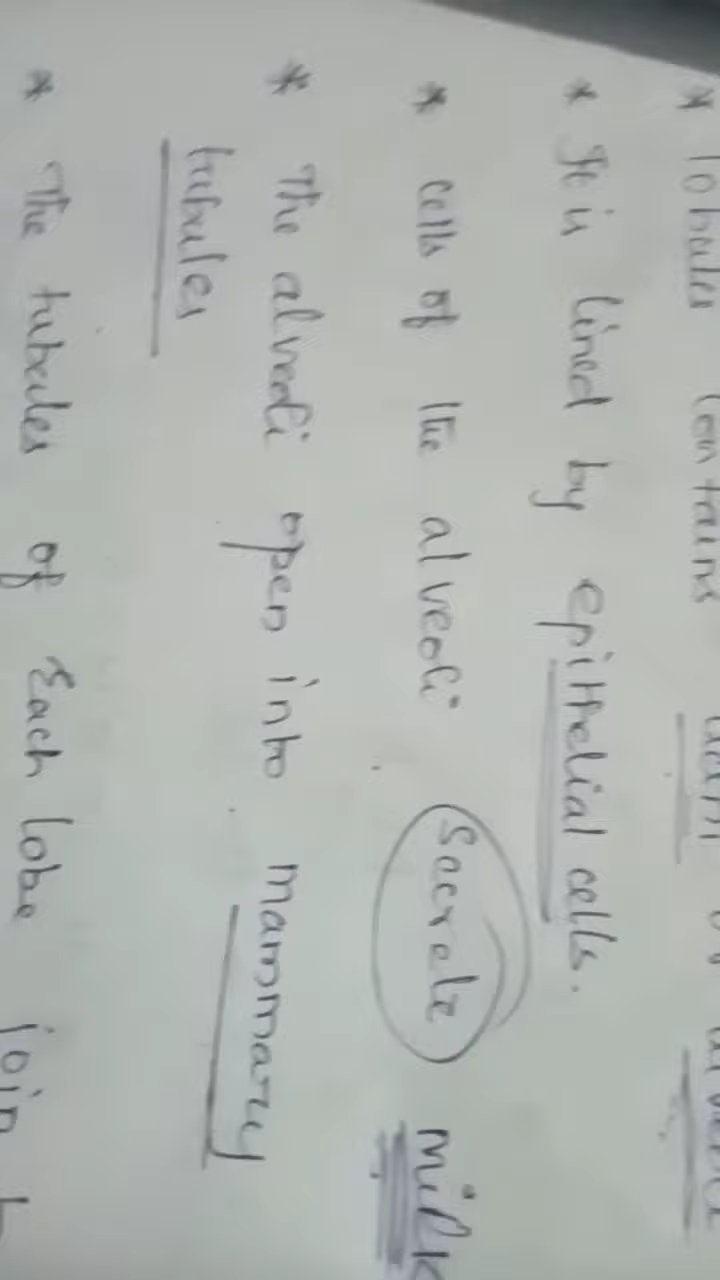 * Lobules contains
* It is lined by epithelial cells.
* cells of the alveoli Sacrete milk
* The alveoli open into mammary
tubules
* The tubules of Each lobe join